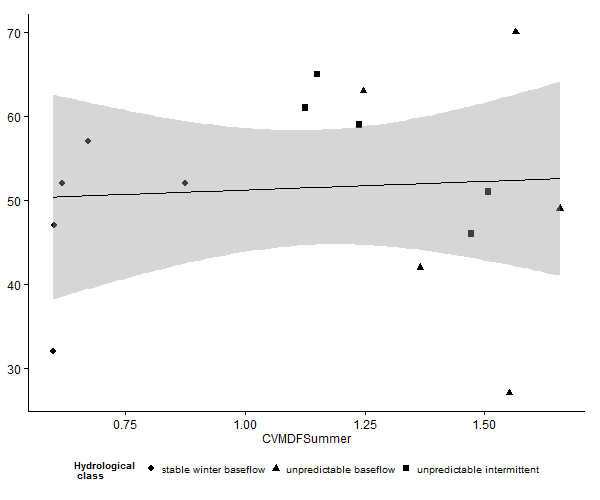 70
60
50
40
30
0.75 1.00 1.25 1.50
CVMDFSummer
Hydrological
class
stable winter baseflow unpredictable baseflow unpredictable intermittent